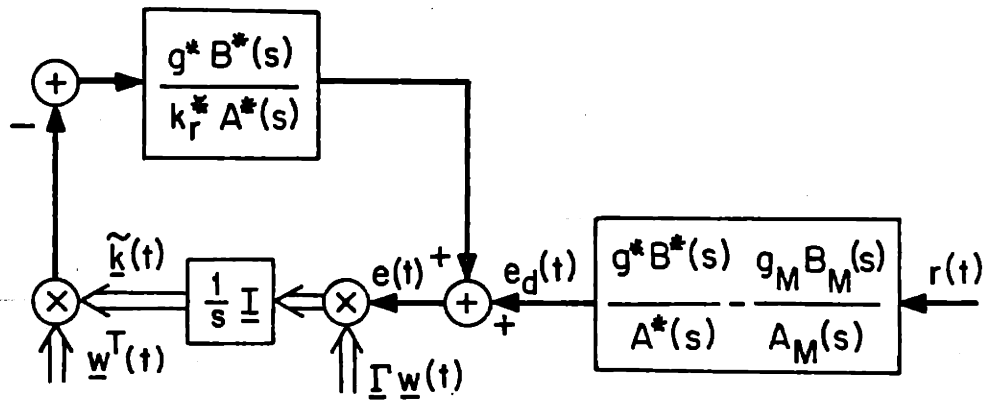 g* B*(s)
k_r* A*(s)
+
−
k̃(t)
1/s I
×
×
w^T(t)
Γ w(t)
e(t)
+
+
+
e_d(t)
g* B*(s) / A*(s) − g_M B_M(s) / A_M(s)
r(t)